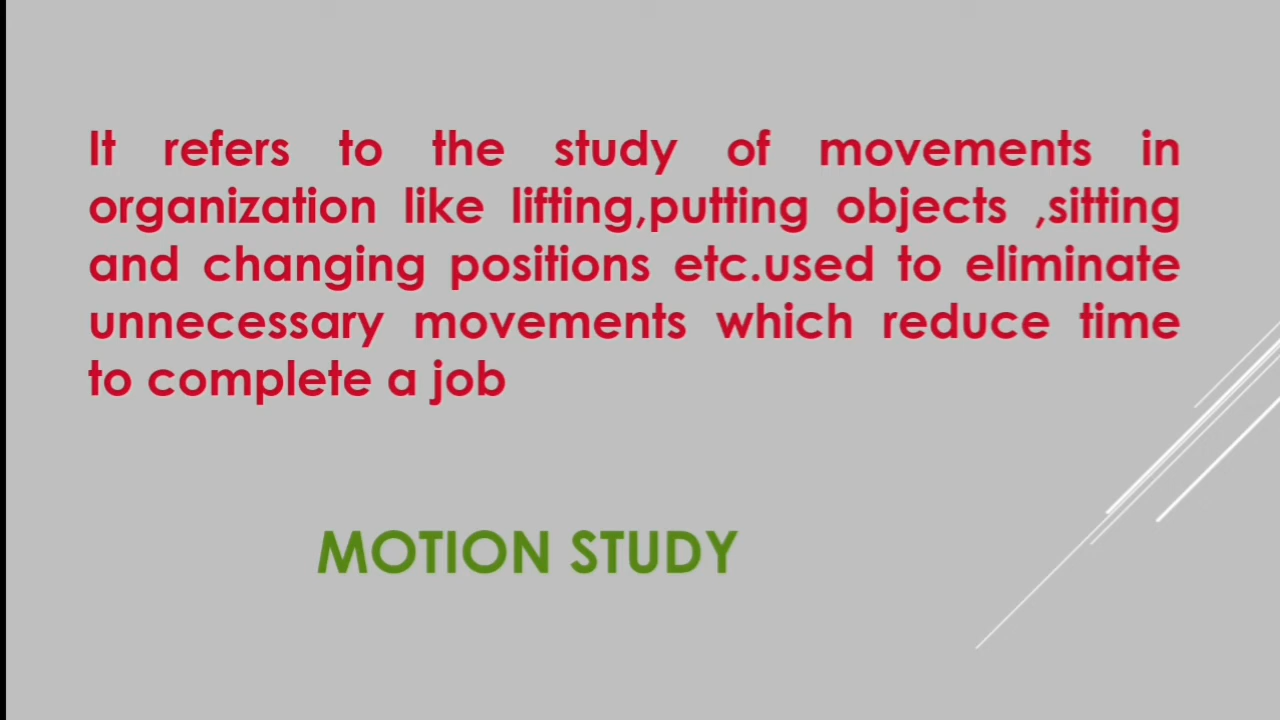 It refers to the study of movements in
organization like lifting,putting objects ,sitting
and changing positions etc.used to eliminate
unnecessary movements which reduce time
to complete a job
MOTION STUDY